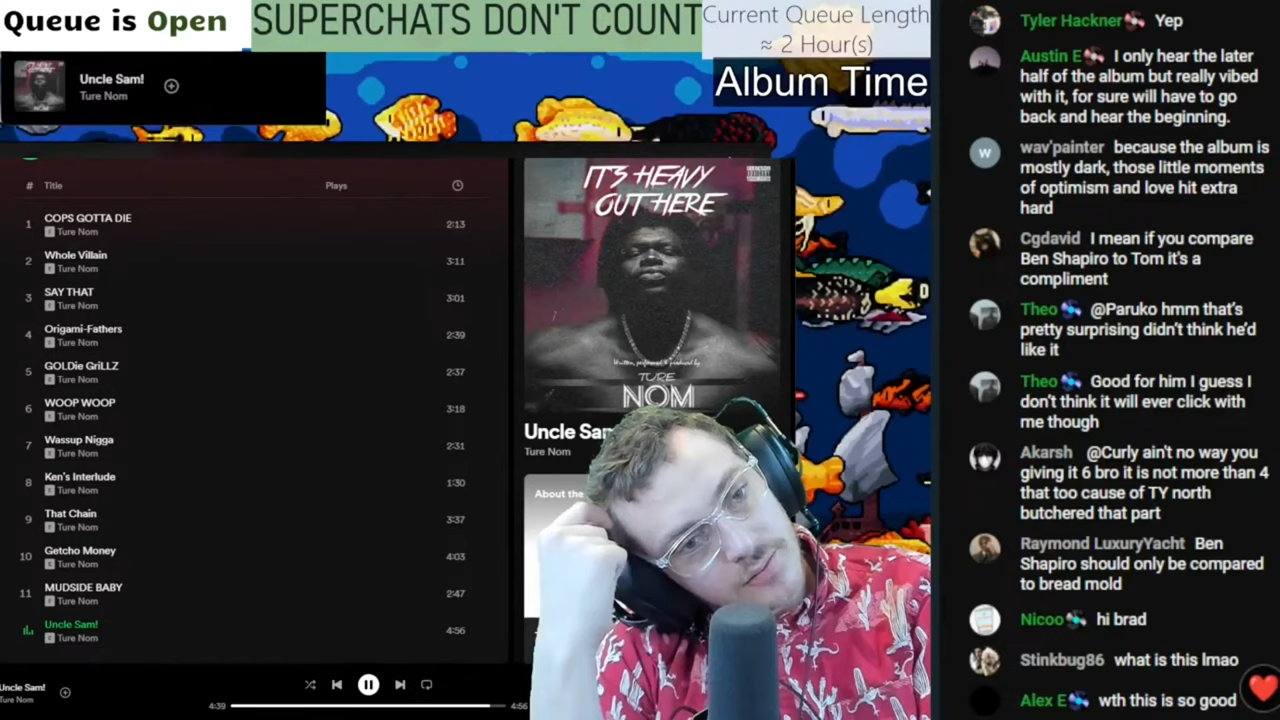 Queue is Open
SUPERCHATS DON'T COUNT
Current Queue Length
≈ 2 Hour(s)
Album Time
Uncle Sam!
Ture Nom
# Title Plays
1 COPS GOTTA DIE 2:13
E Ture Nom
2 Whole Villain 3:11
E Ture Nom
3 SAY THAT 3:01
E Ture Nom
4 Origami-Fathers 2:39
E Ture Nom
5 GOLDie GriLLZ 2:37
E Ture Nom
6 WOOP WOOP 3:18
E Ture Nom
7 Wassup Nigga 2:31
E Ture Nom
8 Ken's Interlude 1:30
E Ture Nom
9 That Chain 3:37
E Ture Nom
10 Getcho Money 4:03
E Ture Nom
11 MUDSIDE BABY 2:47
E Ture Nom
Uncle Sam! 4:56
E Ture Nom
IT'S HEAVY
OUT HERE
Written, performed & produced by
TURE
NOM
Uncle Sam
Ture Nom
About the
Uncle Sam!
Ture Nom
4:39 4:56
Tyler Hackner Yep
Austin E I only hear the later
half of the album but really vibed
with it, for sure will have to go
back and hear the beginning.
W wav'painter because the album is
mostly dark, those little moments
of optimism and love hit extra
hard
Cgdavid I mean if you compare
Ben Shapiro to Tom it's a
compliment
Theo @Paruko hmm that's
pretty surprising didn't think he'd
like it
Theo Good for him I guess I
don't think it will ever click with
me though
Akarsh @Curly ain't no way you
giving it 6 bro it is not more than 4
that too cause of TY north
butchered that part
Raymond LuxuryYacht Ben
Shapiro should only be compared
to bread mold
Nicoo hi brad
Stinkbug86 what is this lmao
Alex E wth this is so good